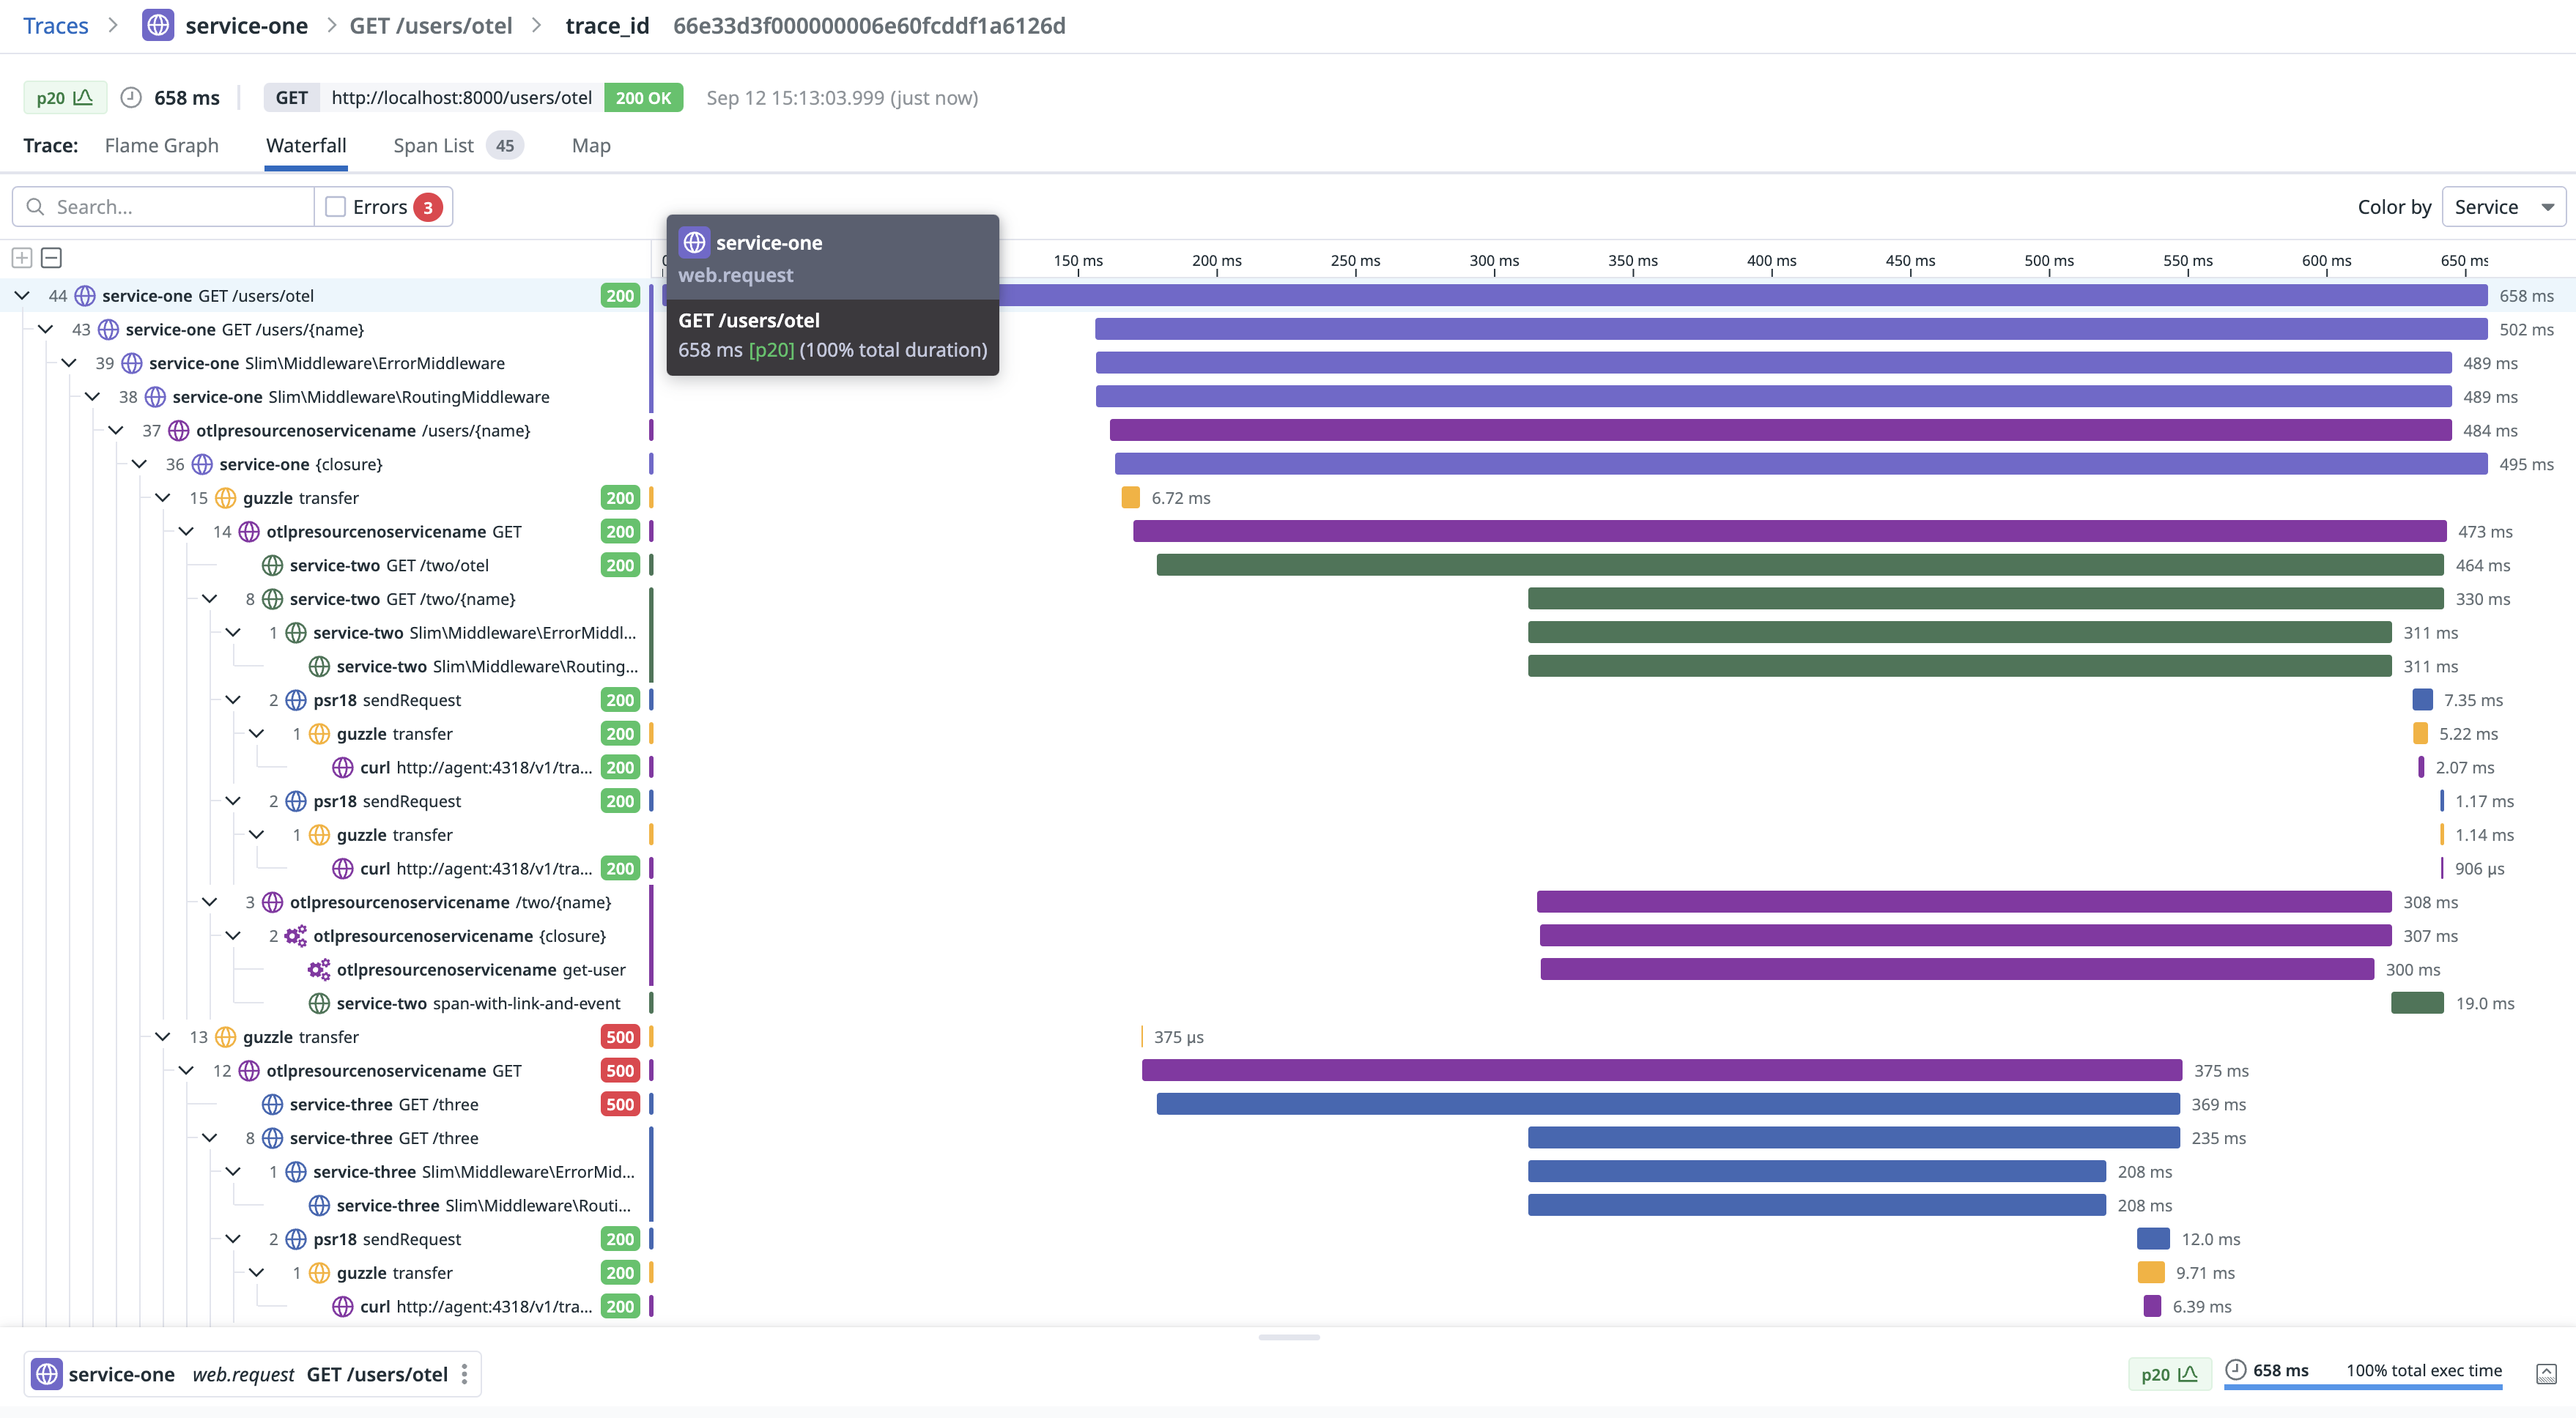 Traces > service-one > GET /users/otel > trace_id 66e33d3f000000006e60fcddf1a6126d
p20 658 ms GET http://localhost:8000/users/otel 200 OK Sep 12 15:13:03.999 (just now)
Trace: Flame Graph Waterfall Span List 45 Map
Search... Errors 3 Color by Service
service-one
web.request
GET /users/otel
658 ms [p20] (100% total duration)
150 ms 200 ms 250 ms 300 ms 350 ms 400 ms 450 ms 500 ms 550 ms 600 ms 650 ms
44 service-one GET /users/otel 200 658 ms
43 service-one GET /users/{name} 502 ms
39 service-one Slim\Middleware\ErrorMiddleware 489 ms
38 service-one Slim\Middleware\RoutingMiddleware 489 ms
37 otlpresourcenoservicename /users/{name} 484 ms
36 service-one {closure} 495 ms
15 guzzle transfer 200 6.72 ms
14 otlpresourcenoservicename GET 200 473 ms
service-two GET /two/otel 200 464 ms
8 service-two GET /two/{name} 330 ms
1 service-two Slim\Middleware\ErrorMiddl... 311 ms
service-two Slim\Middleware\Routing... 311 ms
2 psr18 sendRequest 200 7.35 ms
1 guzzle transfer 200 5.22 ms
curl http://agent:4318/v1/tra... 200 2.07 ms
2 psr18 sendRequest 200 1.17 ms
1 guzzle transfer 1.14 ms
curl http://agent:4318/v1/tra... 200 906 μs
3 otlpresourcenoservicename /two/{name} 308 ms
2 otlpresourcenoservicename {closure} 307 ms
otlpresourcenoservicename get-user 300 ms
service-two span-with-link-and-event 19.0 ms
13 guzzle transfer 500 375 μs
12 otlpresourcenoservicename GET 500 375 ms
service-three GET /three 500 369 ms
8 service-three GET /three 235 ms
1 service-three Slim\Middleware\ErrorMid... 208 ms
service-three Slim\Middleware\Routi... 208 ms
2 psr18 sendRequest 200 12.0 ms
1 guzzle transfer 200 9.71 ms
curl http://agent:4318/v1/tra... 200 6.39 ms
service-one web.request GET /users/otel p20 658 ms 100% total exec time